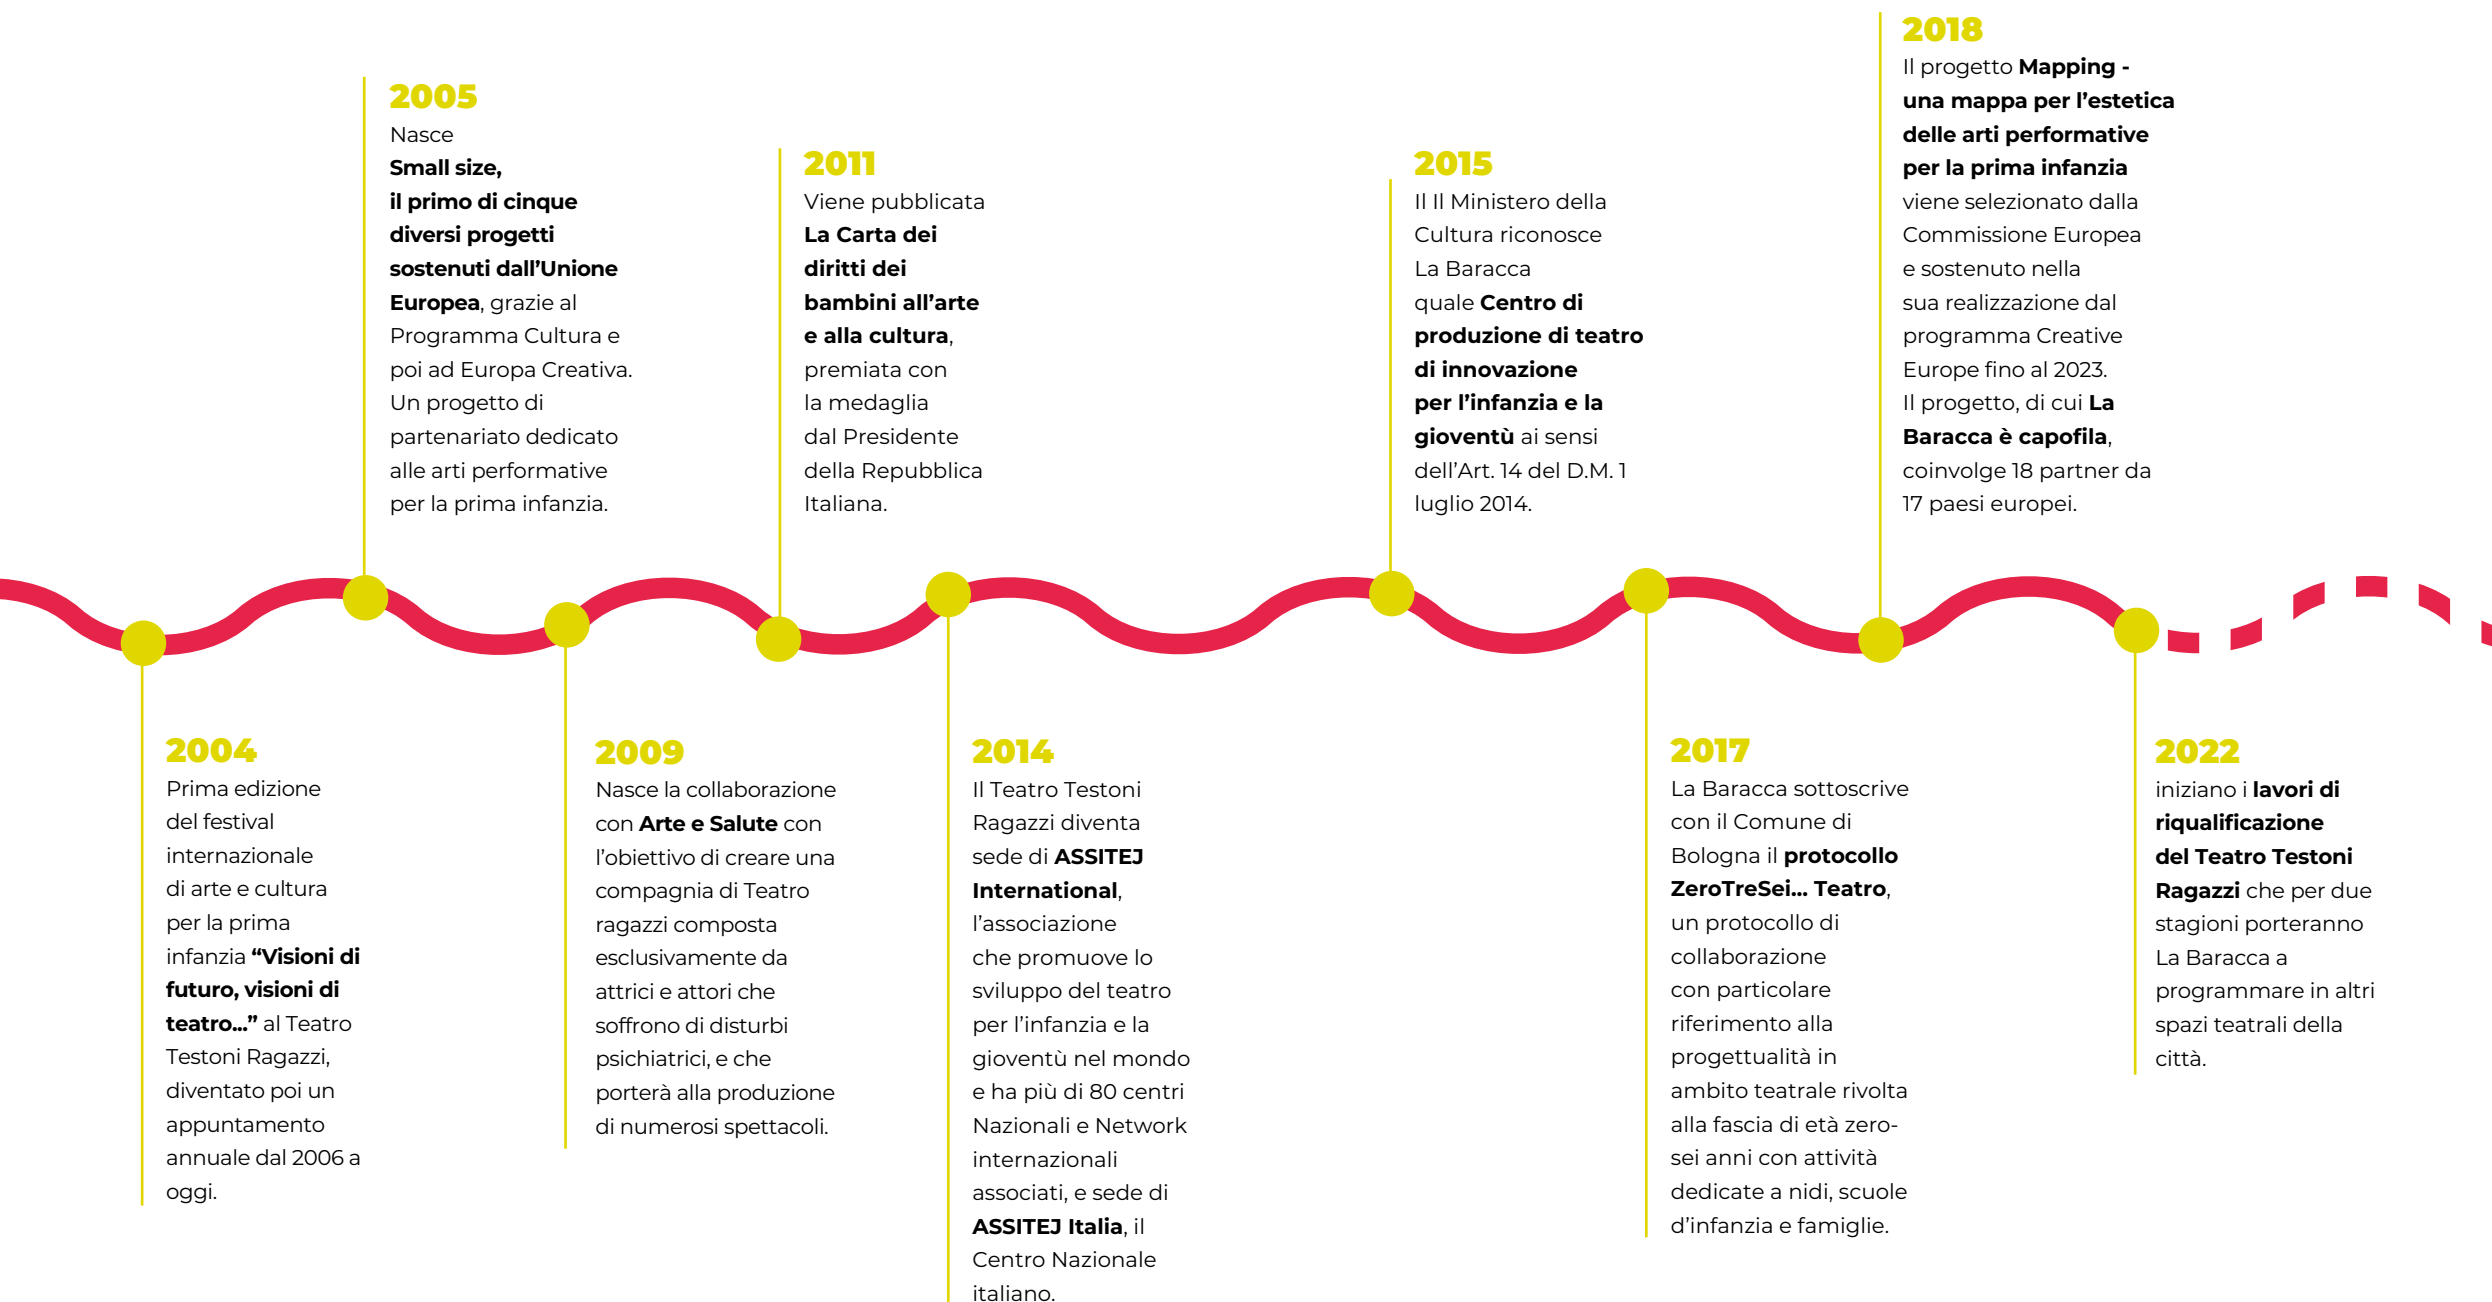 2004
Prima edizione
del festival
internazionale
di arte e cultura
per la prima
infanzia “Visioni di
futuro, visioni di
teatro...” al Teatro
Testoni Ragazzi,
diventato poi un
appuntamento
annuale dal 2006 a
oggi.
2005
Nasce
Small size,
il primo di cinque
diversi progetti
sostenuti dall’Unione
Europea, grazie al
Programma Cultura e
poi ad Europa Creativa.
Un progetto di
partenariato dedicato
alle arti performative
per la prima infanzia.
2009
Nasce la collaborazione
con Arte e Salute con
l’obiettivo di creare una
compagnia di Teatro
ragazzi composta
esclusivamente da
attrici e attori che
soffrono di disturbi
psichiatrici, e che
porterà alla produzione
di numerosi spettacoli.
2011
Viene pubblicata
La Carta dei
diritti dei
bambini all’arte
e alla cultura,
premiata con
la medaglia
dal Presidente
della Repubblica
Italiana.
2014
Il Teatro Testoni
Ragazzi diventa
sede di ASSITEJ
International,
l’associazione
che promuove lo
sviluppo del teatro
per l’infanzia e la
gioventù nel mondo
e ha più di 80 centri
Nazionali e Network
internazionali
associati, e sede di
ASSITEJ Italia, il
Centro Nazionale
italiano.
2015
Il Il Ministero della
Cultura riconosce
La Baracca
quale Centro di
produzione di teatro
di innovazione
per l’infanzia e la
gioventù ai sensi
dell’Art. 14 del D.M. 1
luglio 2014.
2017
La Baracca sottoscrive
con il Comune di
Bologna il protocollo
ZeroTreSei... Teatro,
un protocollo di
collaborazione
con particolare
riferimento alla
progettualità in
ambito teatrale rivolta
alla fascia di età zero-
sei anni con attività
dedicate a nidi, scuole
d’infanzia e famiglie.
2018
Il progetto Mapping -
una mappa per l’estetica
delle arti performative
per la prima infanzia
viene selezionato dalla
Commissione Europea
e sostenuto nella
sua realizzazione dal
programma Creative
Europe fino al 2023.
Il progetto, di cui La
Baracca è capofila,
coinvolge 18 partner da
17 paesi europei.
2022
iniziano i lavori di
riqualificazione
del Teatro Testoni
Ragazzi che per due
stagioni porteranno
La Baracca a
programmare in altri
spazi teatrali della
città.